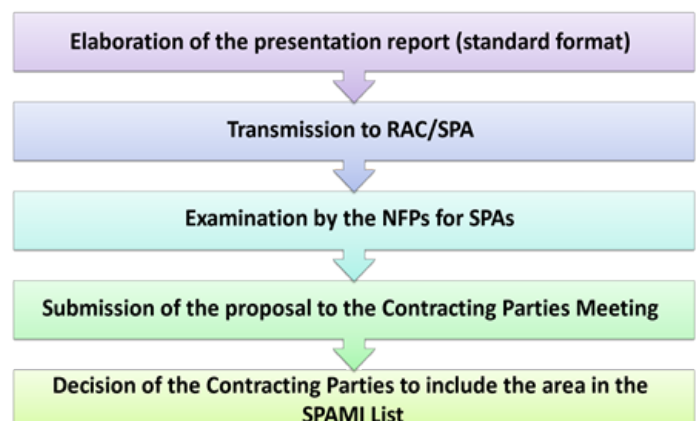 Elaboration of the presentation report (standard format)
Transmission to RAC/SPA
Examination by the NFPs for SPAs
Submission of the proposal to the Contracting Parties Meeting
Decision of the Contracting Parties to include the area in the
SPAMI List